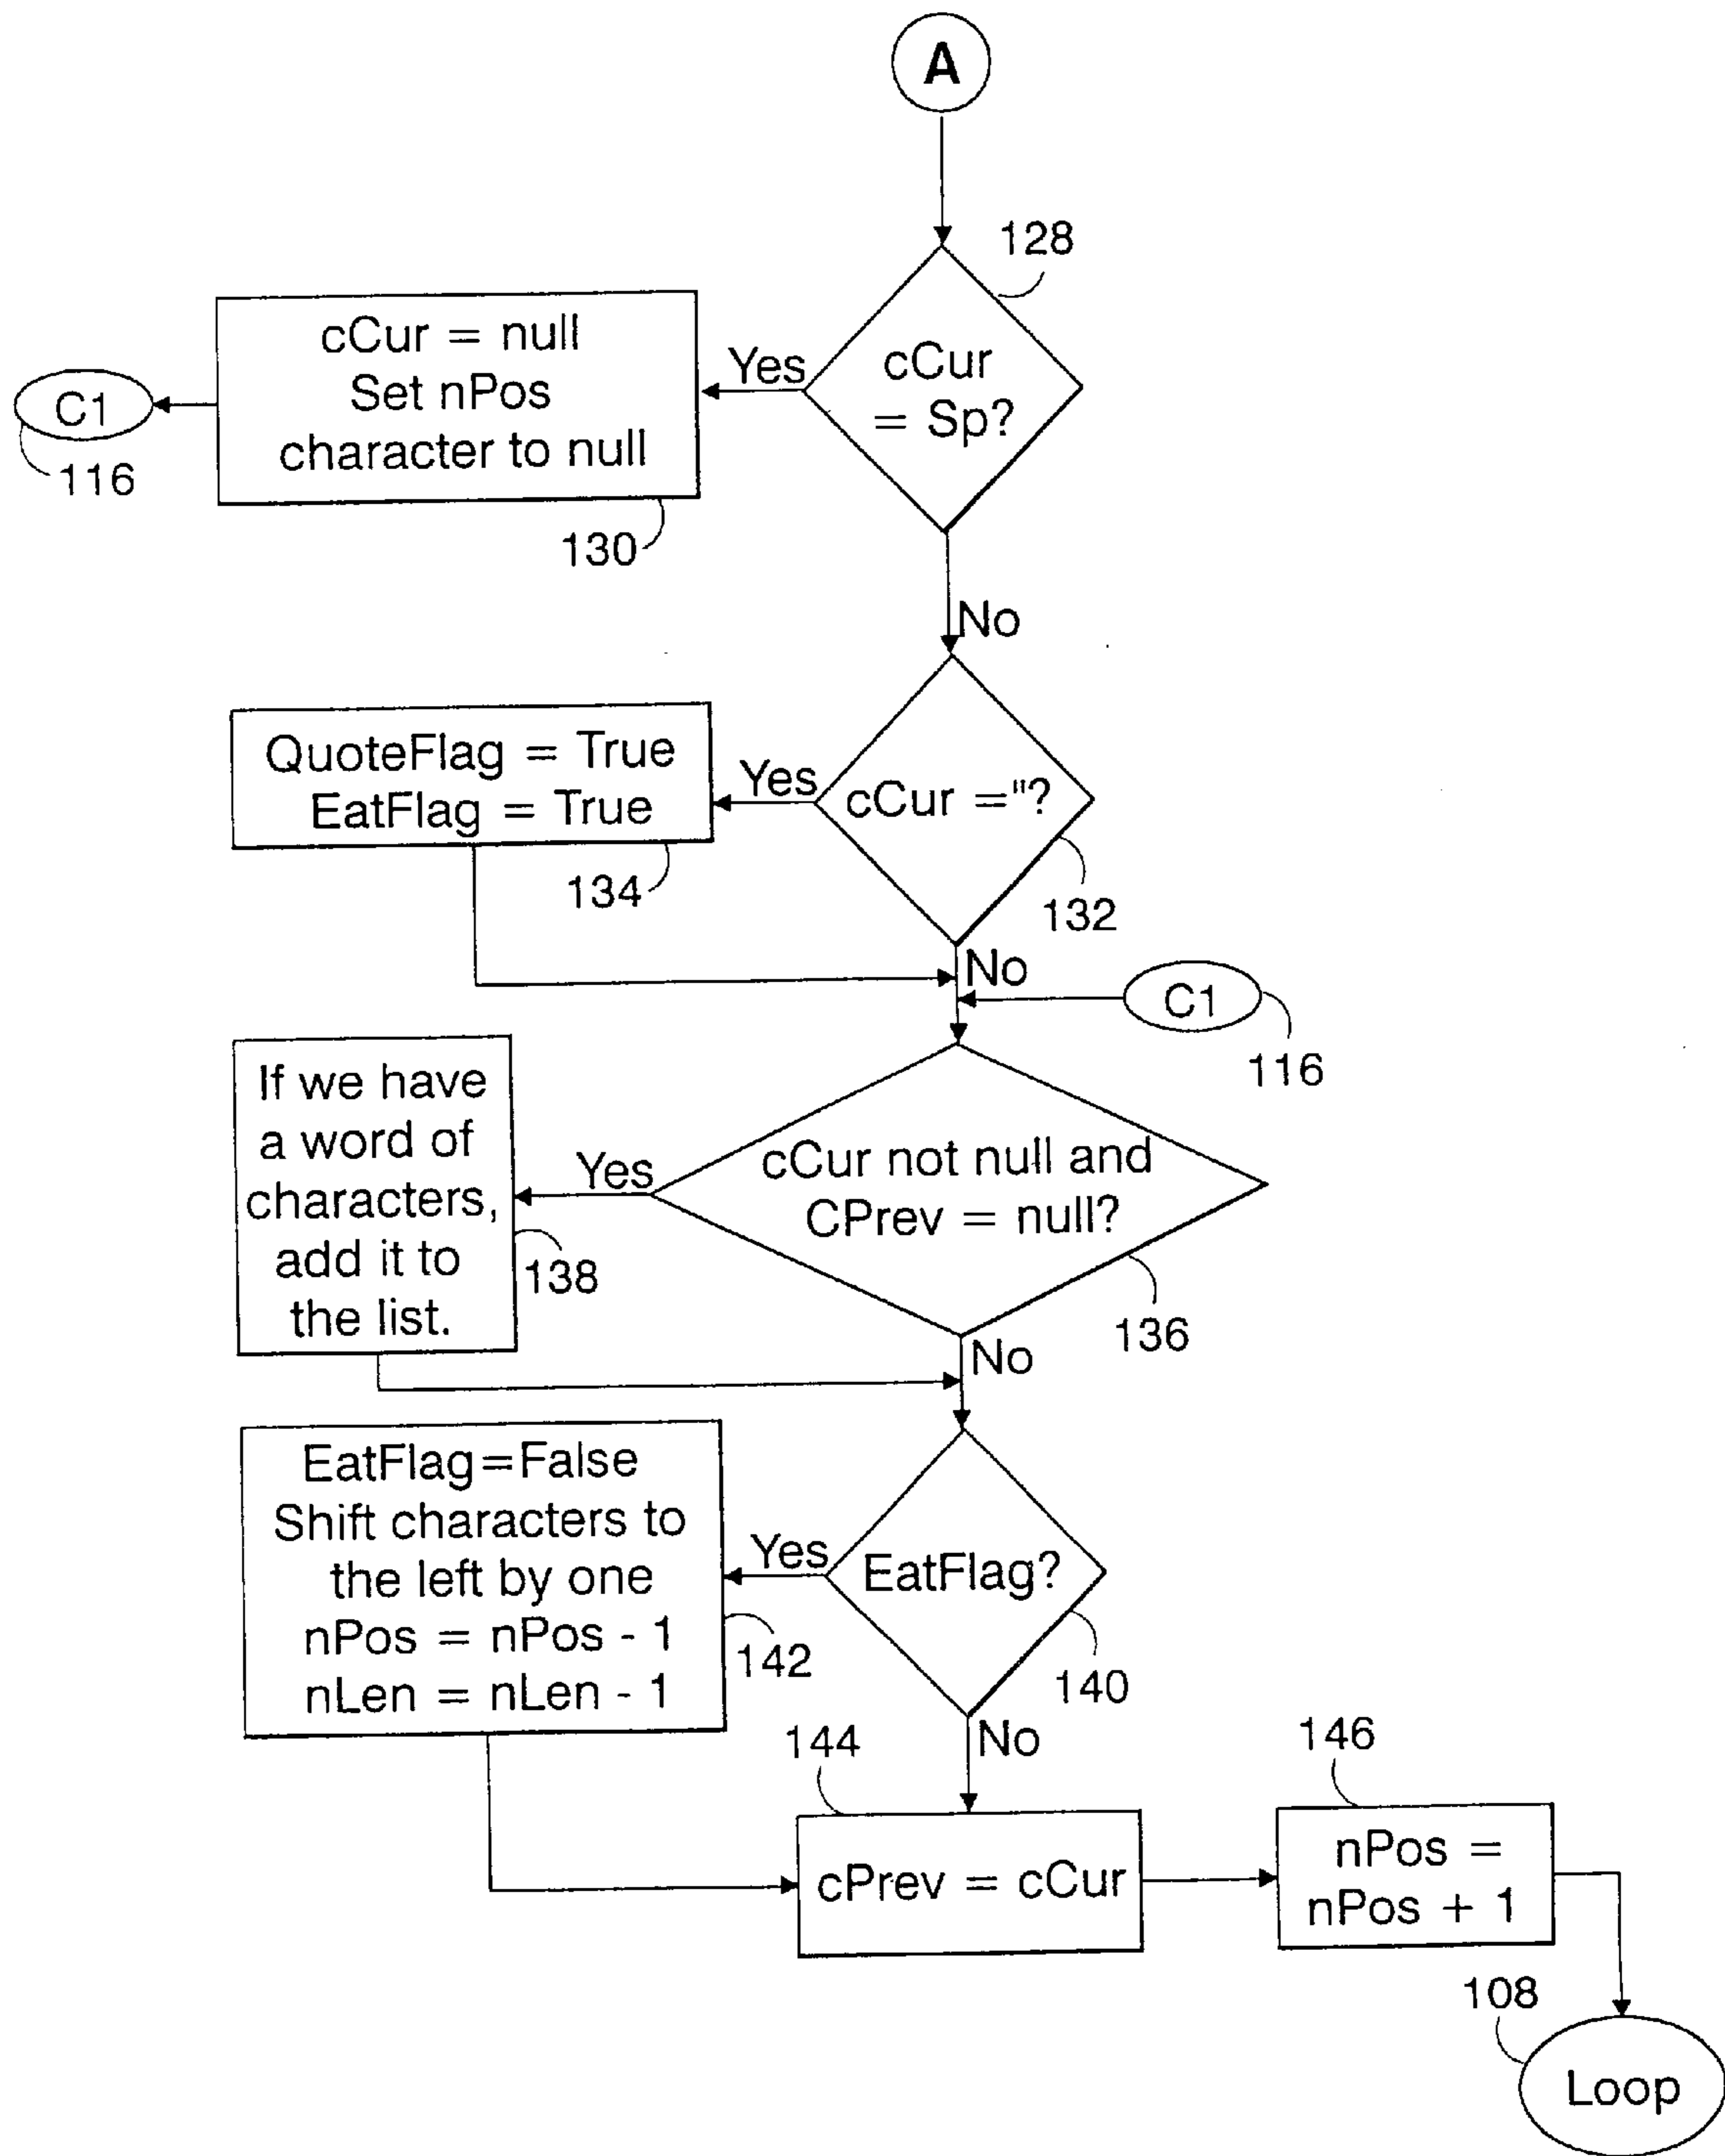 A
128
cCur = null
Set nPos
character to null
Yes
cCur
= Sp?
C1
116
130
No
QuoteFlag = True
EatFlag = True
Yes
cCur ="?
134
132
No
C1
116
If we have
a word of
characters,
add it to
the list.
Yes
cCur not null and
CPrev = null?
138
136
No
EatFlag=False
Shift characters to
the left by one
nPos = nPos - 1
nLen = nLen - 1
Yes
EatFlag?
142
140
No
144
146
cPrev = cCur
nPos =
nPos + 1
108
Loop